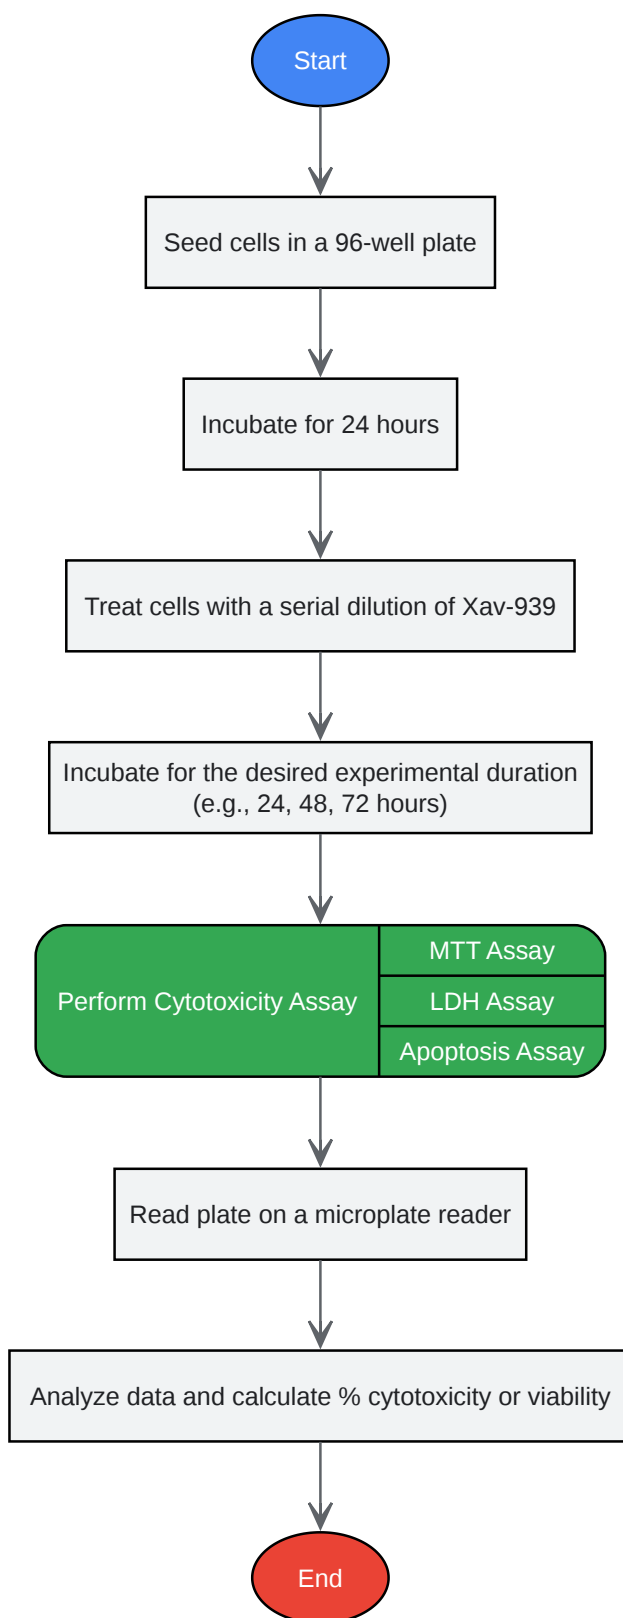 Start
Seed cells in a 96-well plate
Incubate for 24 hours
Treat cells with a serial dilution of Xav-939
Incubate for the desired experimental duration
(e.g., 24, 48, 72 hours)
Perform Cytotoxicity Assay
MTT Assay
LDH Assay
Apoptosis Assay
Read plate on a microplate reader
Analyze data and calculate % cytotoxicity or viability
End